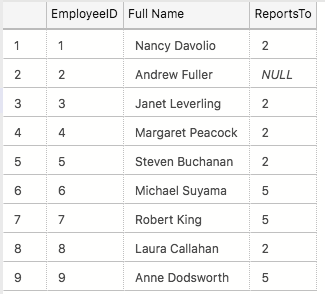 EmployeeID Full Name ReportsTo
1 1 Nancy Davolio 2
2 2 Andrew Fuller NULL
3 3 Janet Leverling 2
4 4 Margaret Peacock 2
5 5 Steven Buchanan 2
6 6 Michael Suyama 5
7 7 Robert King 5
8 8 Laura Callahan 2
9 9 Anne Dodsworth 5